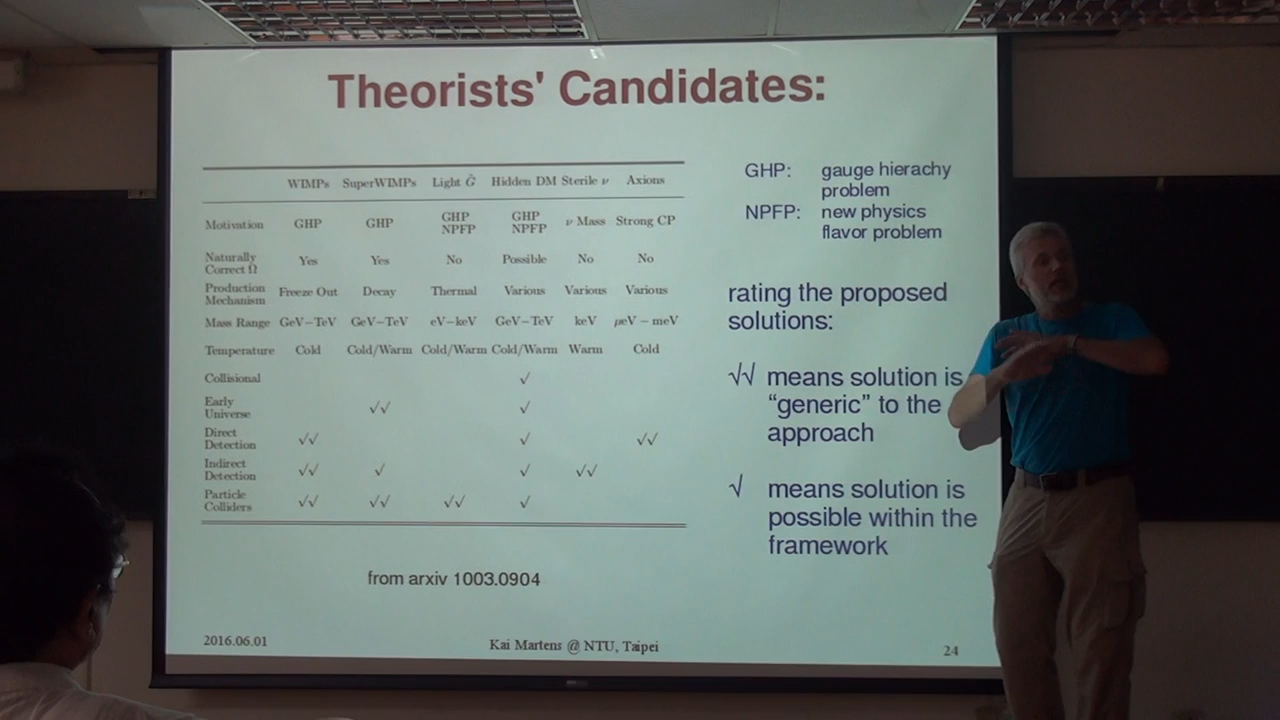 Theorists' Candidates:
WIMPs SuperWIMPs Light G̃ Hidden DM Sterile ν Axions
Motivation GHP GHP GHP NPFP GHP NPFP ν Mass Strong CP
Naturally Correct Ω Yes Yes No Possible No No
Production Mechanism Freeze Out Decay Thermal Various Various Various
Mass Range GeV−TeV GeV−TeV eV−keV GeV−TeV keV μeV − meV
Temperature Cold Cold/Warm Cold/Warm Cold/Warm Warm Cold
Collisional √
Early Universe √√ √
Direct Detection √√ √ √√
Indirect Detection √√ √ √ √√
Particle Colliders √√ √√ √√ √
from arxiv 1003.0904
GHP: gauge hierachy
problem
NPFP: new physics
flavor problem
rating the proposed
solutions:
√√ means solution is
“generic” to the
approach
√ means solution is
possible within the
framework
2016.06.01 Kai Martens @ NTU, Taipei 24